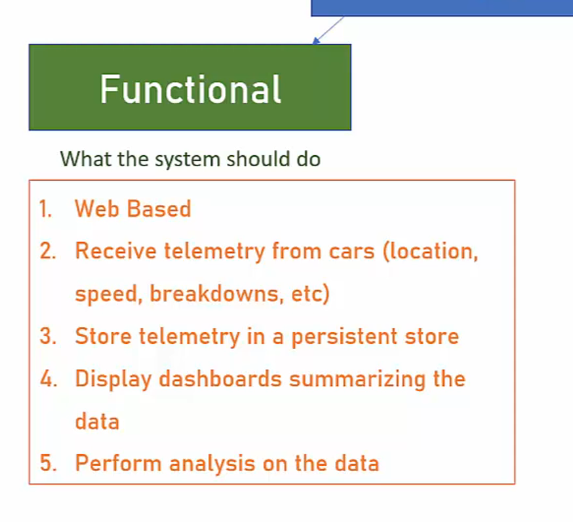 Functional
What the system should do
1. Web Based
2. Receive telemetry from cars (location,
speed, breakdowns, etc)
3. Store telemetry in a persistent store
4. Display dashboards summarizing the
data
5. Perform analysis on the data